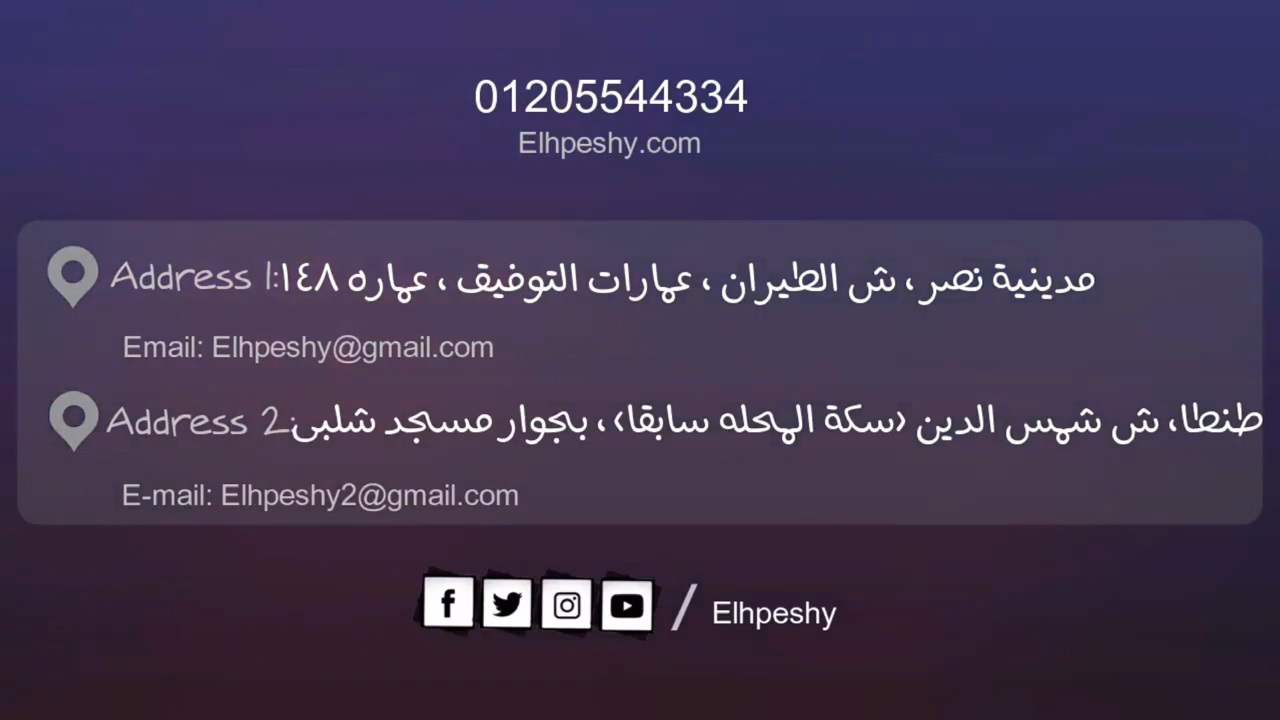 01205544334
Elhpeshy.com
Address 1: مدينية نصر ، ش الطيران ، عمارات التوفيق ، عماره ١٤٨
Email: Elhpeshy@gmail.com
Address 2: طنطا، ش شمس الدين <سكة المحله سابقا> ، بجوار مسجد شلبى
E-mail: Elhpeshy2@gmail.com
/ Elhpeshy